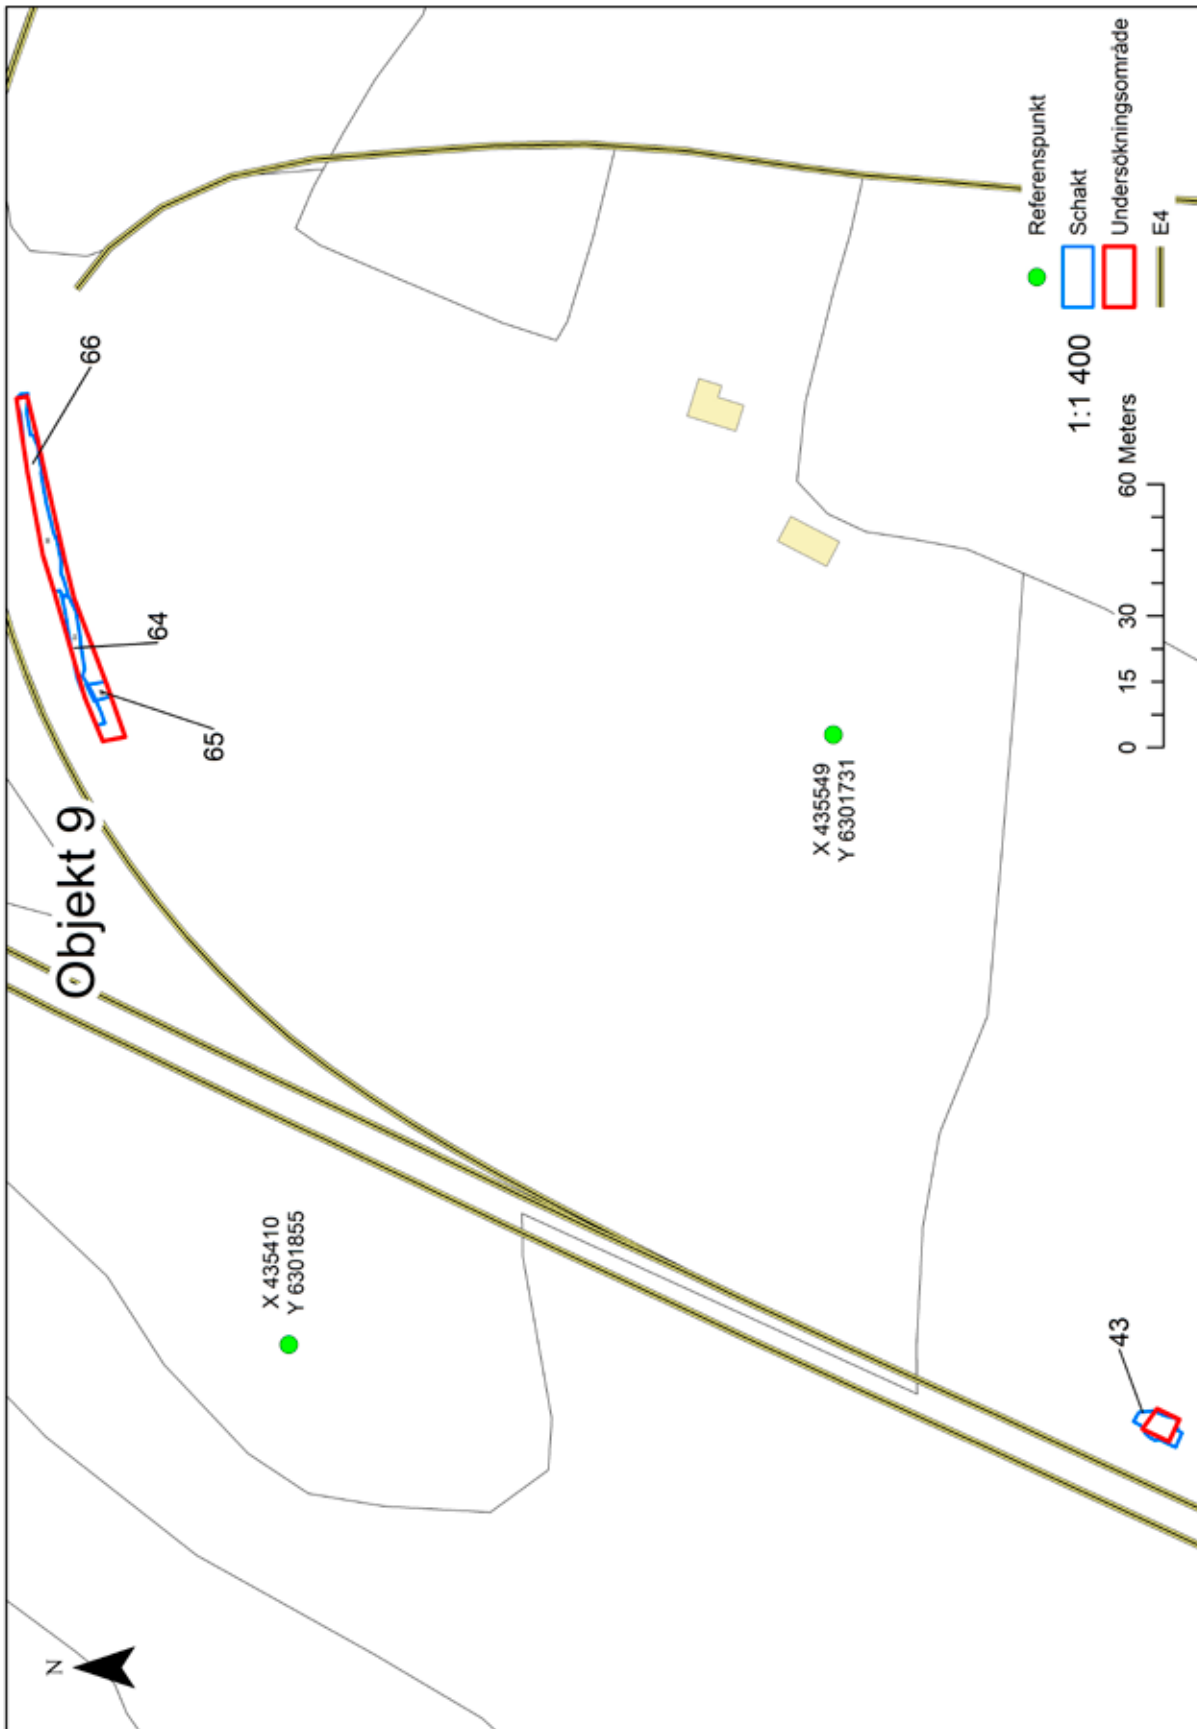 Objekt 9
66
64
65
X 435410
Y 6301855
X 435549
Y 6301731
43
N
Referenspunkt
Schakt
Undersökningsområde
E4
1:1 400
0 15 30 60 Meters